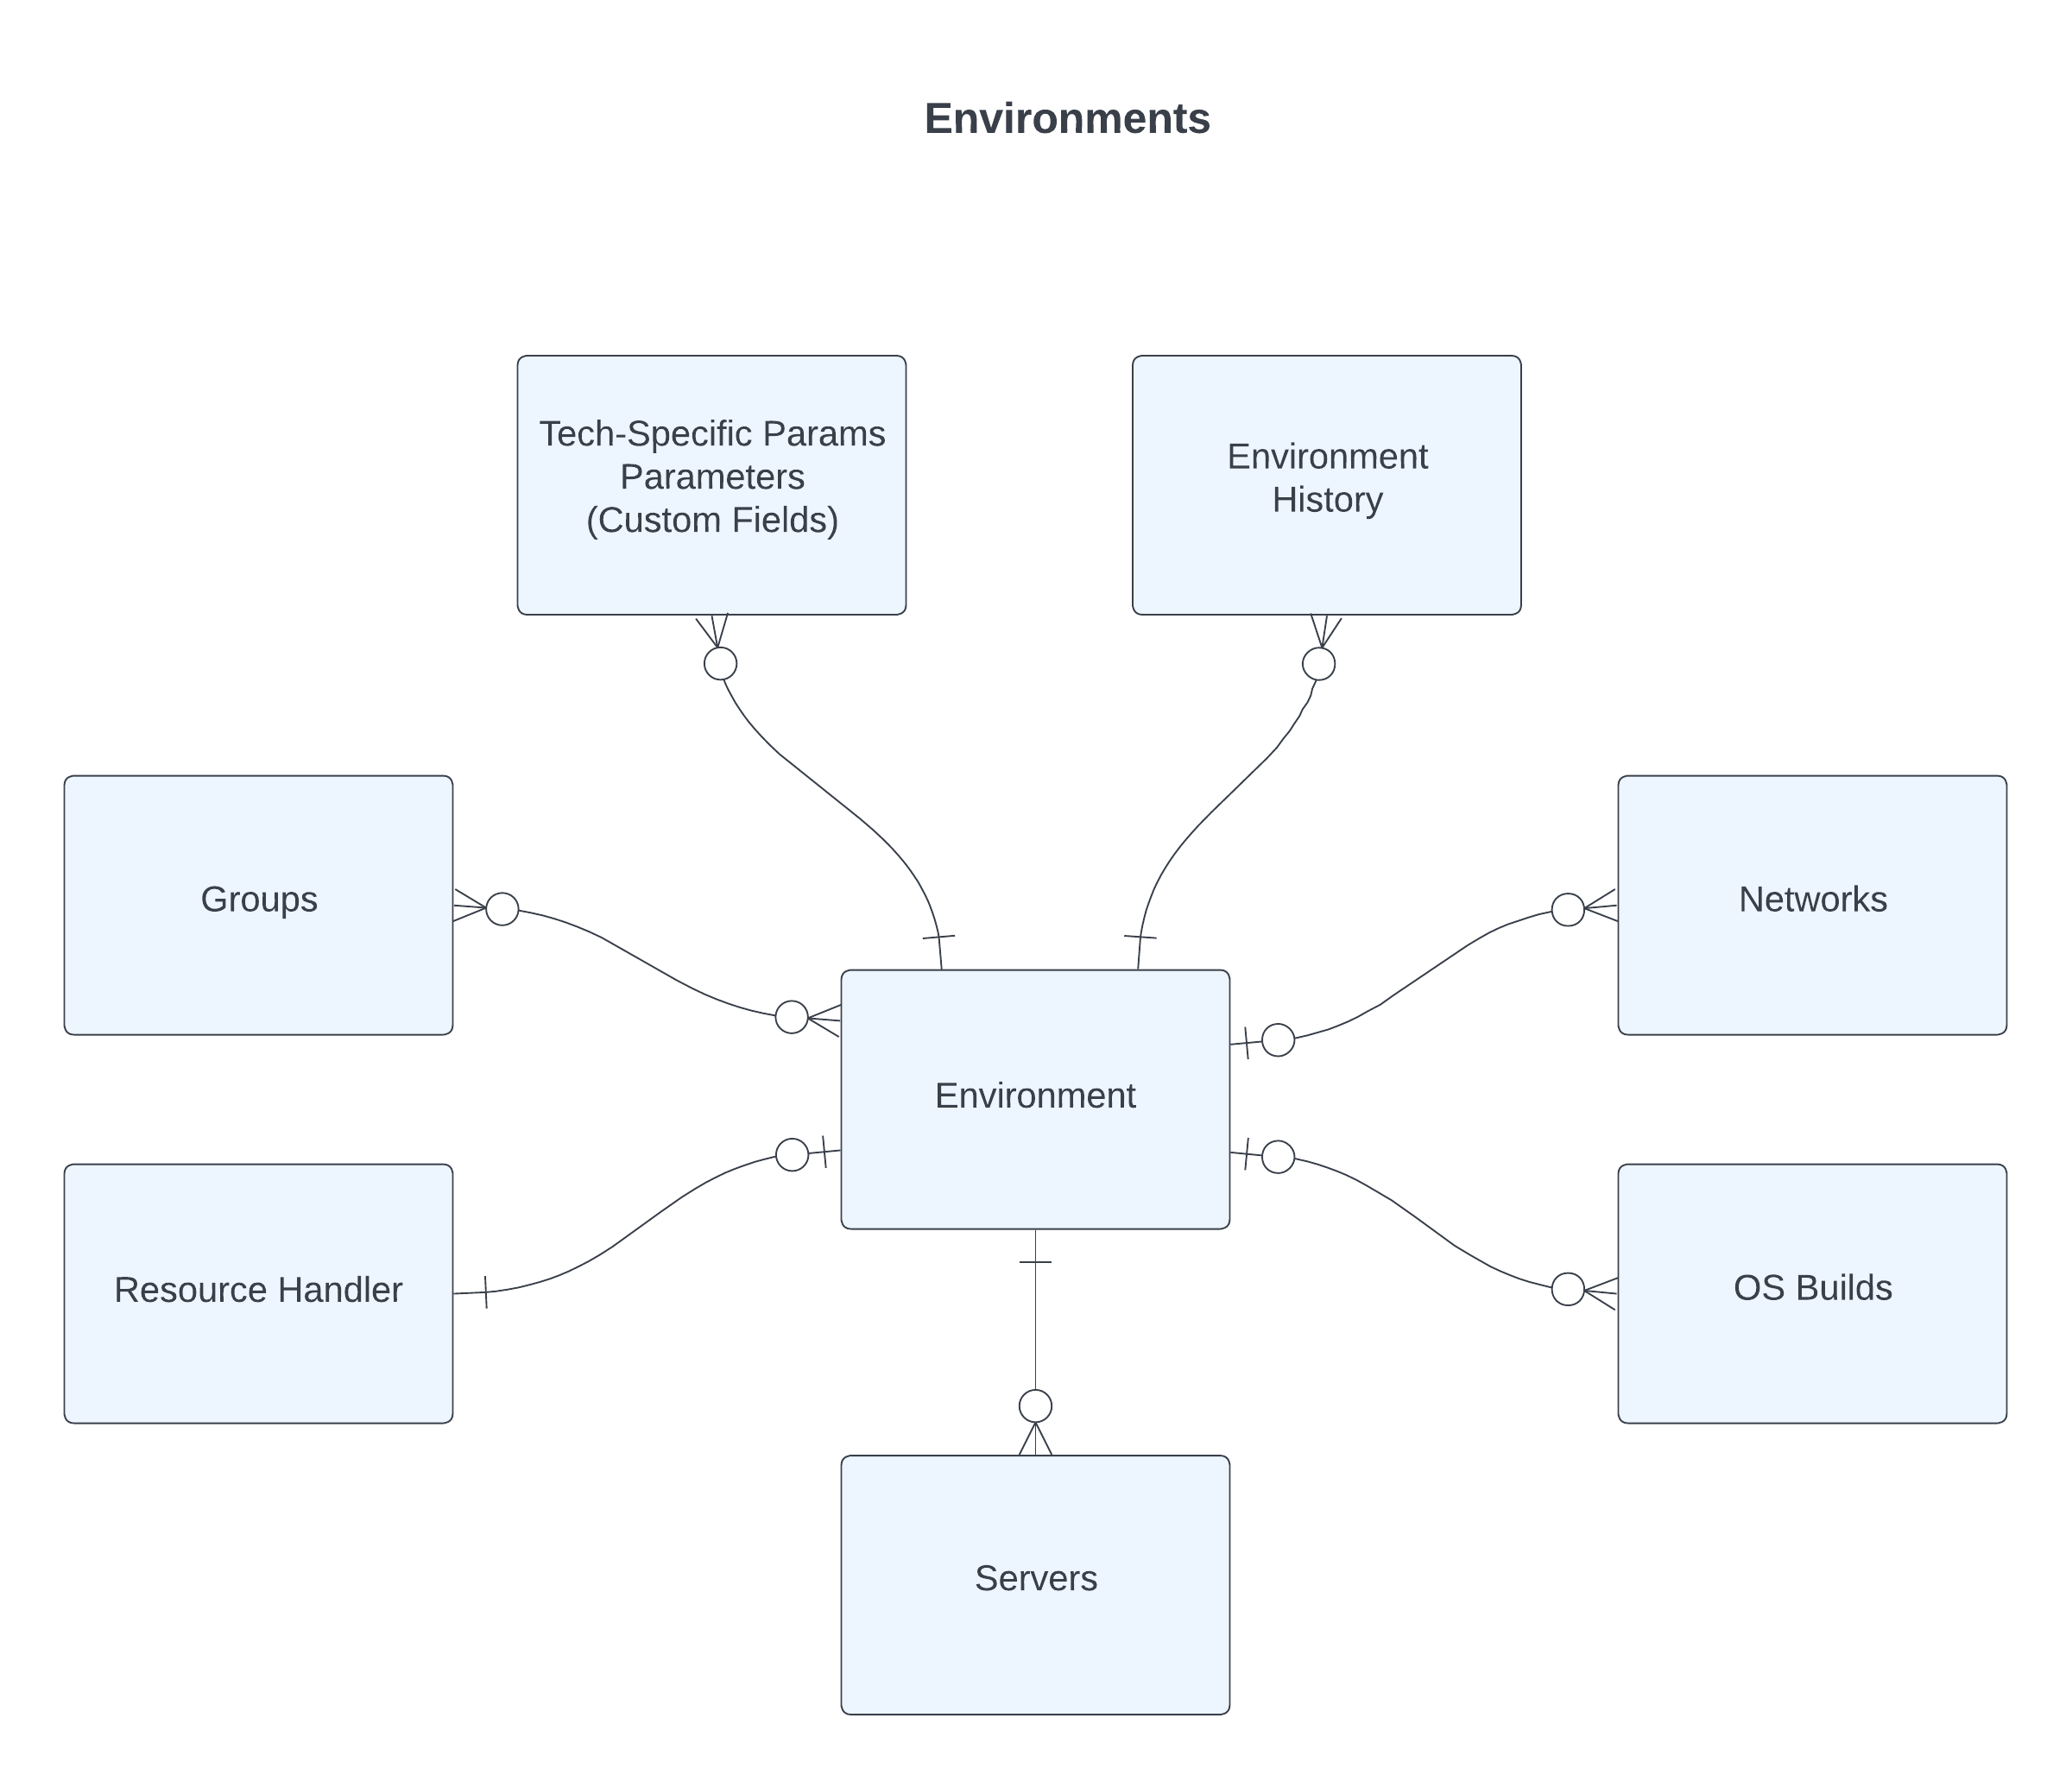 Environments
Tech-Specific Params
Parameters
(Custom Fields)
Environment
History
Groups
Networks
Environment
Resource Handler
OS Builds
Servers